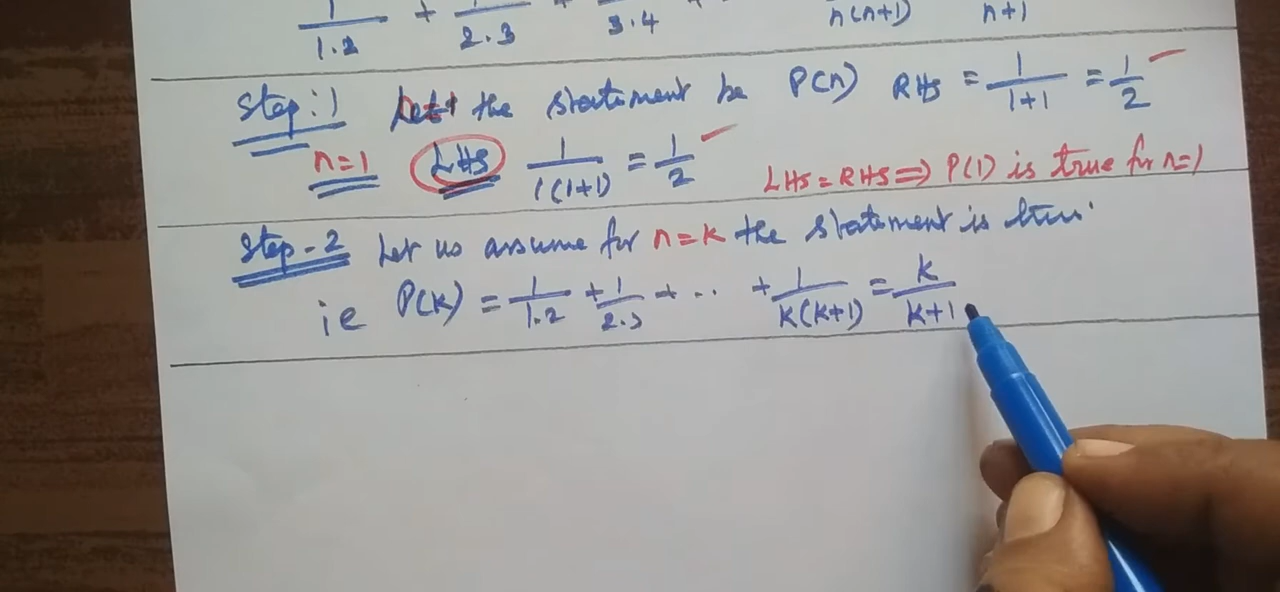 1/1.2 + 1/2.3 + 3.4 + n(n+1) n+1
Step:1 Let the statement be P(n) RHS = 1/(1+1) = 1/2
n=1 LHS 1/1(1+1) = 1/2
LHS = RHS ⇒ P(1) is true for n=1
Step-2 Let us assume for n=k the statement is true
ie P(k) = 1/1.2 + 1/2.3 + .. + 1/k(k+1) = k/k+1